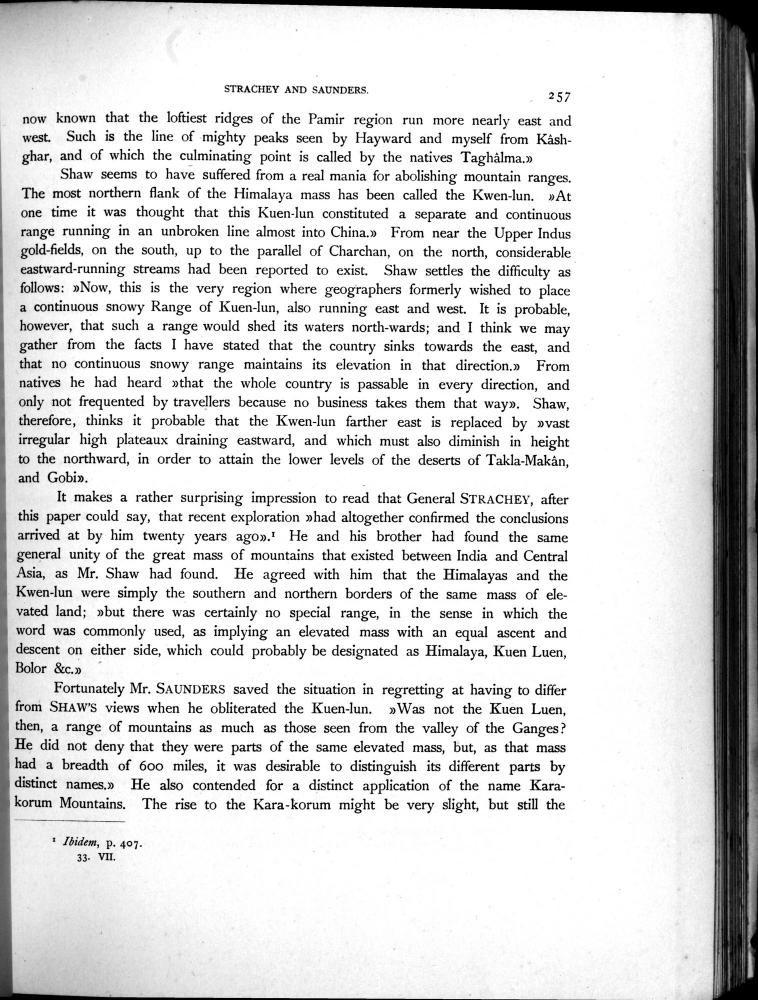 STRACHEY AND SAUNDERS.
257
now known that the loftiest ridges of the Pamir region run more nearly east and
west. Such is the line of mighty peaks seen by Hayward and myself from Kâsh-
ghar, and of which the culminating point is called by the natives Taghâlma.»
Shaw seems to have suffered from a real mania for abolishing mountain ranges.
The most northern flank of the Himalaya mass has been called the Kwen-lun. »At
one time it was thought that this Kuen-lun constituted a separate and continuous
range running in an unbroken line almost into China.» From near the Upper Indus
gold-fields, on the south, up to the parallel of Charchan, on the north, considerable
eastward-running streams had been reported to exist. Shaw settles the difficulty as
follows: »Now, this is the very region where geographers formerly wished to place
a continuous snowy Range of Kuen-lun, also running east and west. It is probable,
however, that such a range would shed its waters north-wards; and I think we may
gather from the facts I have stated that the country sinks towards the east, and
that no continuous snowy range maintains its elevation in that direction.» From
natives he had heard »that the whole country is passable in every direction, and
only not frequented by travellers because no business takes them that way». Shaw,
therefore, thinks it probable that the Kwen-lun farther east is replaced by »vast
irregular high plateaux draining eastward, and which must also diminish in height
to the northward, in order to attain the lower levels of the deserts of Takla-Makân,
and Gobi».
It makes a rather surprising impression to read that General STRACHEY, after
this paper could say, that recent exploration »had altogether confirmed the conclusions
arrived at by him twenty years ago».¹ He and his brother had found the same
general unity of the great mass of mountains that existed between India and Central
Asia, as Mr. Shaw had found. He agreed with him that the Himalayas and the
Kwen-lun were simply the southern and northern borders of the same mass of ele-
vated land; »but there was certainly no special range, in the sense in which the
word was commonly used, as implying an elevated mass with an equal ascent and
descent on either side, which could probably be designated as Himalaya, Kuen Luen,
Bolor &c.»
Fortunately Mr. SAUNDERS saved the situation in regretting at having to differ
from SHAW'S views when he obliterated the Kuen-lun. »Was not the Kuen Luen,
then, a range of mountains as much as those seen from the valley of the Ganges?
He did not deny that they were parts of the same elevated mass, but, as that mass
had a breadth of 600 miles, it was desirable to distinguish its different parts by
distinct names.» He also contended for a distinct application of the name Kara-
korum Mountains. The rise to the Kara-korum might be very slight, but still the
¹ Ibidem, p. 407.
33. VII.